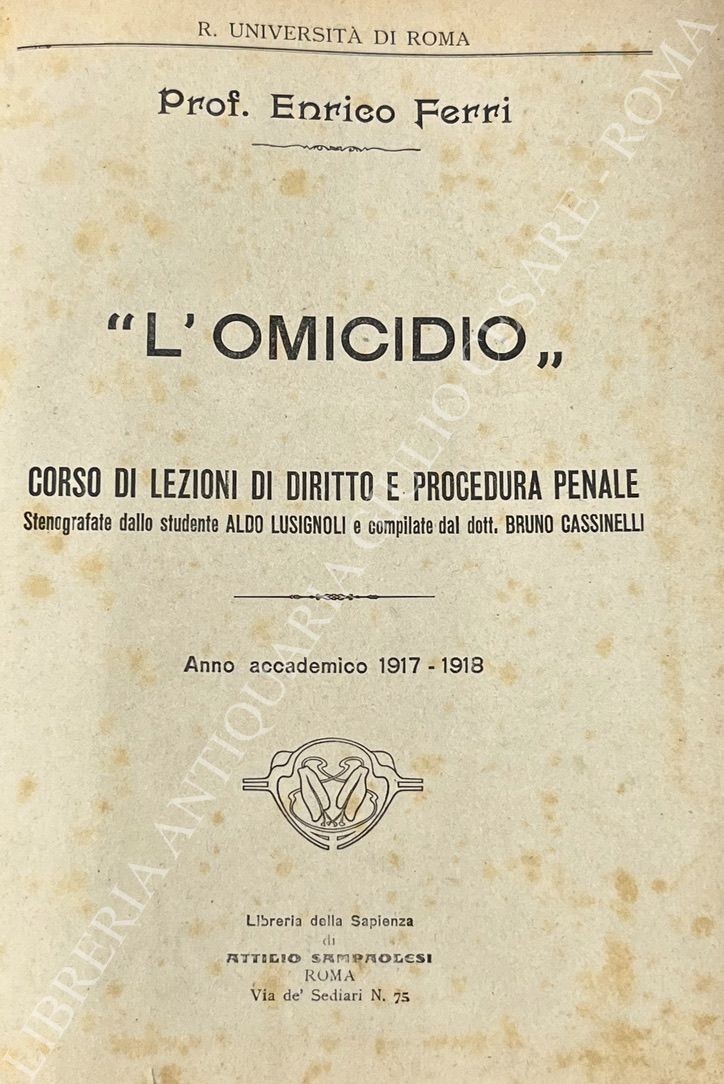 R. UNIVERSITÀ DI ROMA
Prof. Enrico Ferri
“L' OMICIDIO„
CORSO DI LEZIONI DI DIRITTO E PROCEDURA PENALE
Stenografate dallo studente ALDO LUSIGNOLI e compilate dal dott. BRUNO CASSINELLI
Anno accademico 1917 - 1918
Libreria della Sapienza
di
ATTILIO SAMPAOLESI
ROMA
Via de' Sediari N. 75
LIBRERIA ANTIQUARIA GIULIO CESARE - ROMA